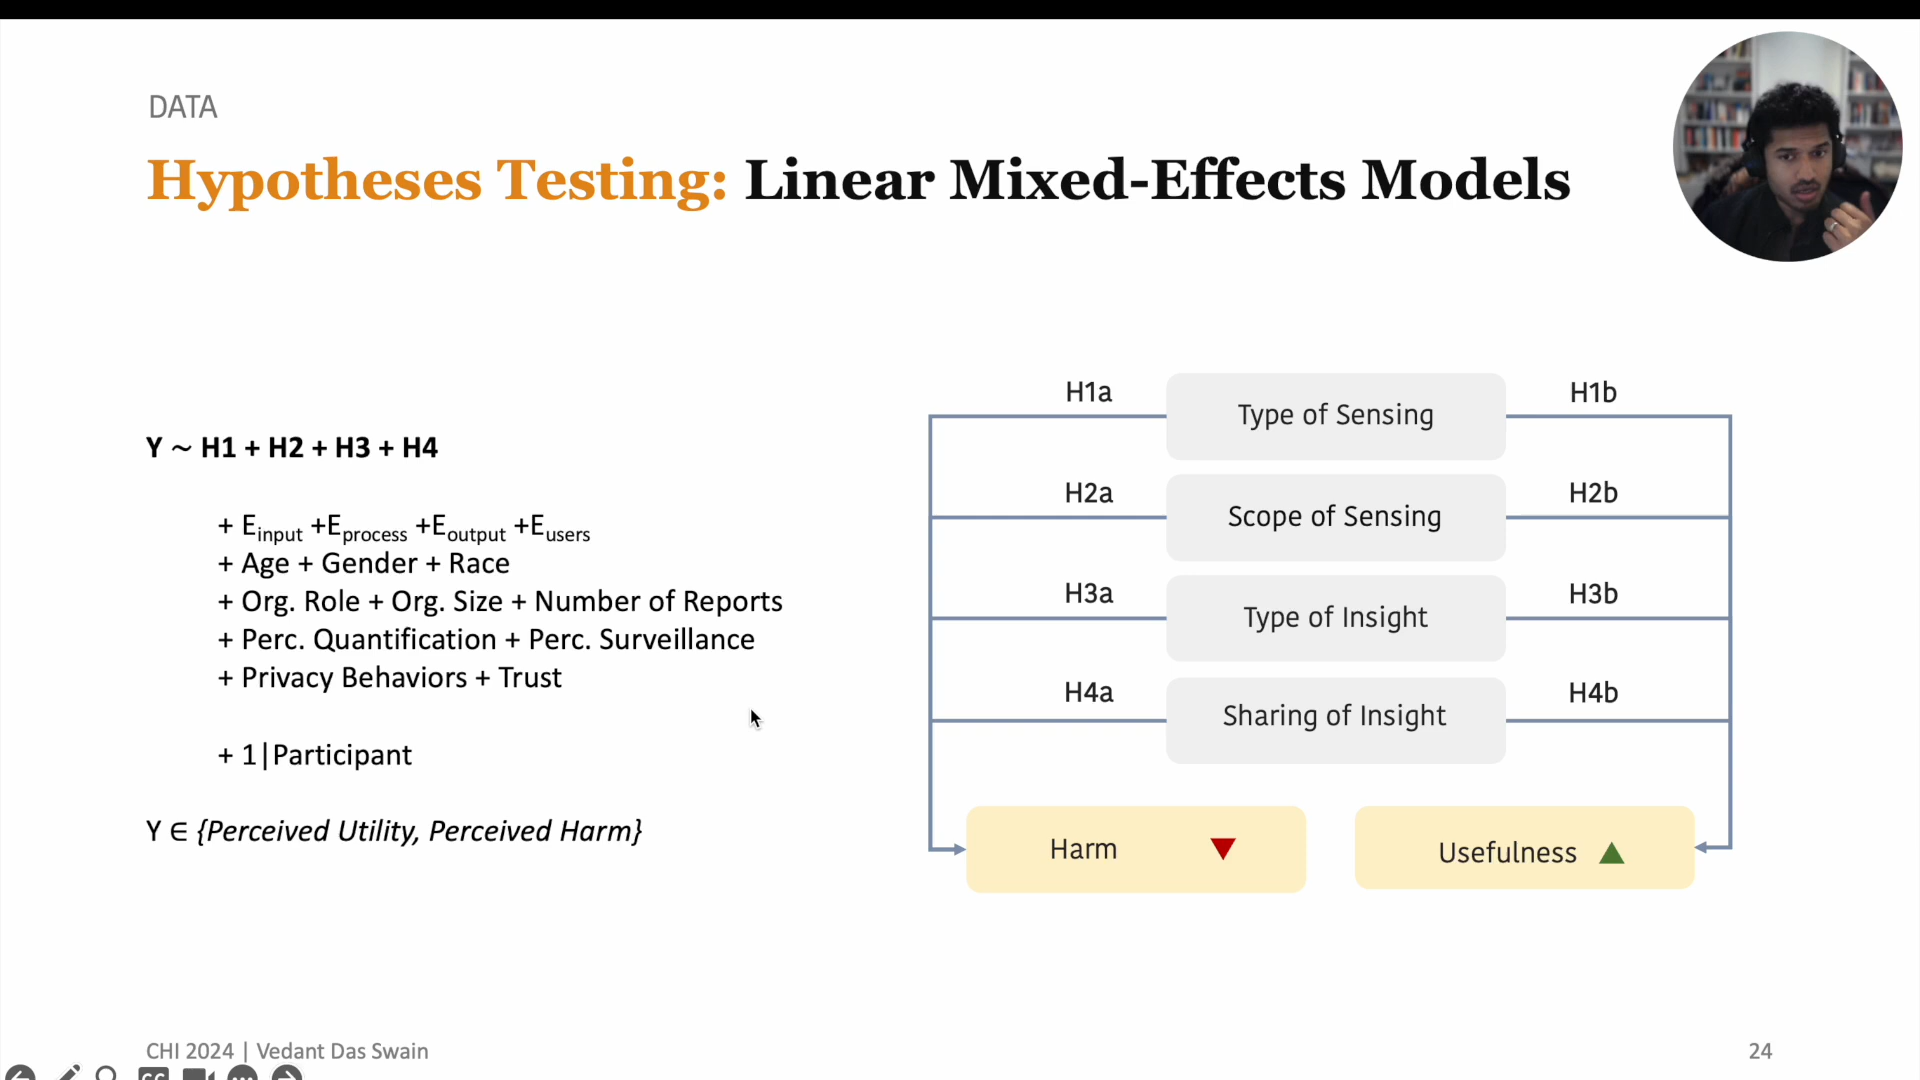 DATA
Hypotheses Testing: Linear Mixed-Effects Models
Y ~ H1 + H2 + H3 + H4
+ Einput +Eprocess +Eoutput +Eusers
+ Age + Gender + Race
+ Org. Role + Org. Size + Number of Reports
+ Perc. Quantification + Perc. Surveillance
+ Privacy Behaviors + Trust
+ 1|Participant
Y ∈ {Perceived Utility, Perceived Harm}
H1a
Type of Sensing
H1b
H2a
Scope of Sensing
H2b
H3a
Type of Insight
H3b
H4a
Sharing of Insight
H4b
Harm
Usefulness
CHI 2024 | Vedant Das Swain
24
CC